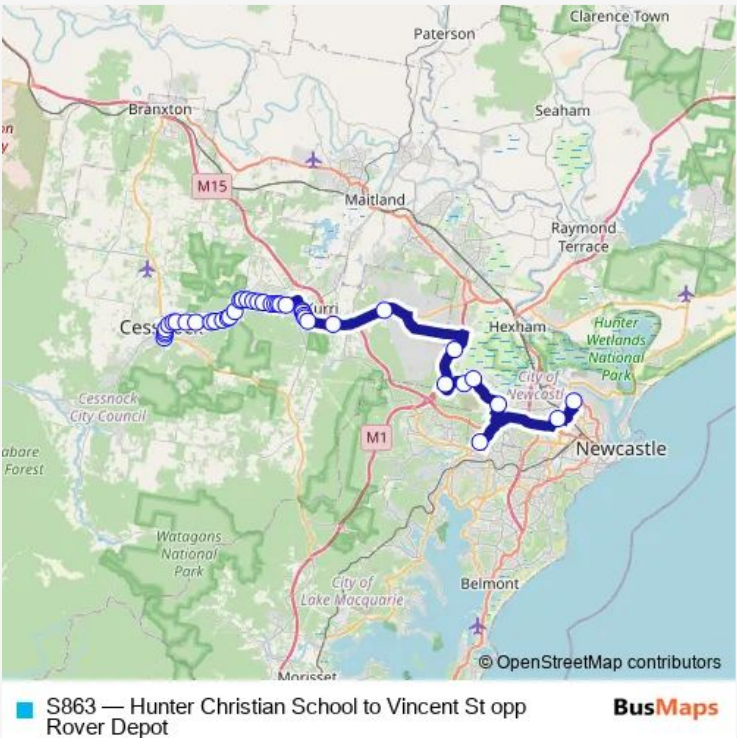 Clarence Town
Paterson
Branxton
Seaham
M15
Maitland
Raymond
Terrace
Kurri
Hexham
Hunter
Wetlands
National
Park
Cessnock
City of
Newcastle
M1
Cessnock
City Council
Newcastle
abare
Forest
Watagans
National
Park
City of
Lake Macquarie
Belmont
Morisset
© OpenStreetMap contributors
S863 — Hunter Christian School to Vincent St opp
Rover Depot
BusMaps